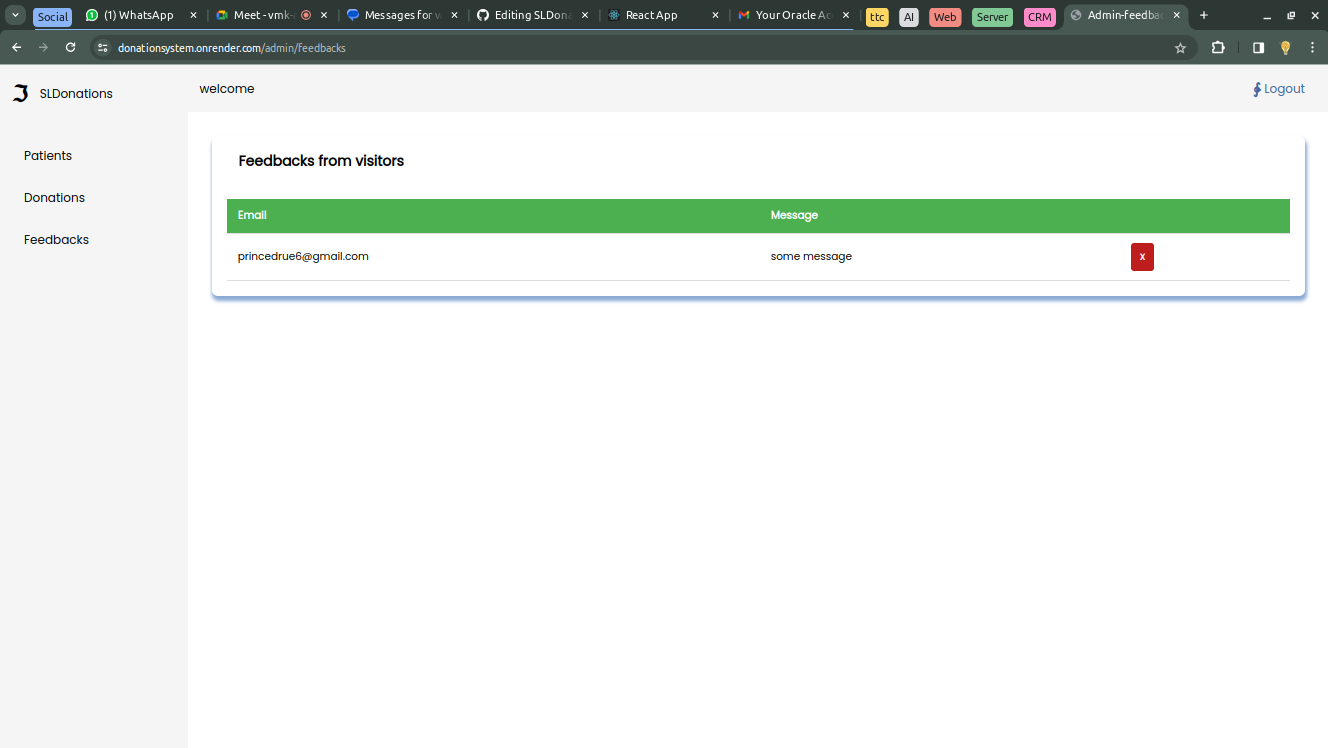 Social (1) WhatsApp Meet - vmk- Messages for w Editing SLDona React App Your Oracle Ac ttc AI Web Server CRM Admin-feedbac
donationsystem.onrender.com/admin/feedbacks
SLDonations
welcome
Logout
Patients
Donations
Feedbacks
Feedbacks from visitors
Email Message
princedrue6@gmail.com some message x